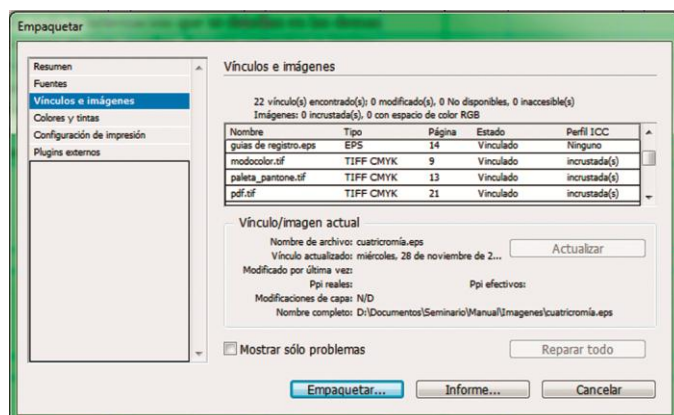 Empaquetar
Resumen
Fuentes
Vínculos e imágenes
Colores y tintas
Configuración de impresión
Plugins externos
Vínculos e imágenes
22 vínculo(s) encontrado(s); 0 modificado(s), 0 No disponibles, 0 inaccesible(s)
Imágenes: 0 incrustada(s), 0 con espacio de color RGB
Nombre Tipo Página Estado Perfil ICC
guias de registro.eps EPS 14 Vinculado Ninguno
modocolor.tif TIFF CMYK 9 Vinculado incrustada(s)
paleta_pantone.tif TIFF CMYK 13 Vinculado incrustada(s)
pdf.tif TIFF CMYK 21 Vinculado incrustada(s)
Vínculo/imagen actual
Nombre de archivo: cuatricromía.eps
Vínculo actualizado: miércoles, 28 de noviembre de 2...
Actualizar
Modificado por última vez:
Ppi reales: Ppi efectivos:
Modificaciones de capa: N/D
Nombre completo: D:\Documentos\Seminario\Manual\Imagenes\cuatricromía.eps
Mostrar sólo problemas
Reparar todo
Empaquetar... Informe... Cancelar